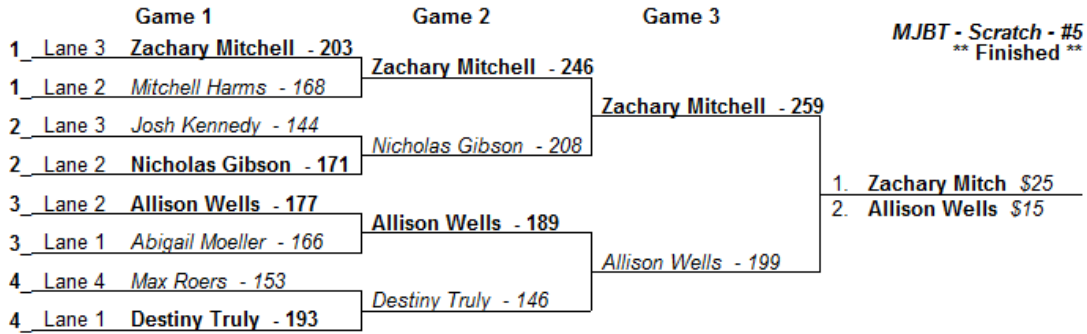 Game 1 Game 2 Game 3
MJBT - Scratch - #5
** Finished **
1_ Lane 3 Zachary Mitchell - 203
Zachary Mitchell - 246
1_ Lane 2 Mitchell Harms - 168
Zachary Mitchell - 259
2_ Lane 3 Josh Kennedy - 144
Nicholas Gibson - 208
2_ Lane 2 Nicholas Gibson - 171
1. Zachary Mitch $25
3_ Lane 2 Allison Wells - 177
2. Allison Wells $15
Allison Wells - 189
3_ Lane 1 Abigail Moeller - 166
Allison Wells - 199
4_ Lane 4 Max Roers - 153
Destiny Truly - 146
4_ Lane 1 Destiny Truly - 193